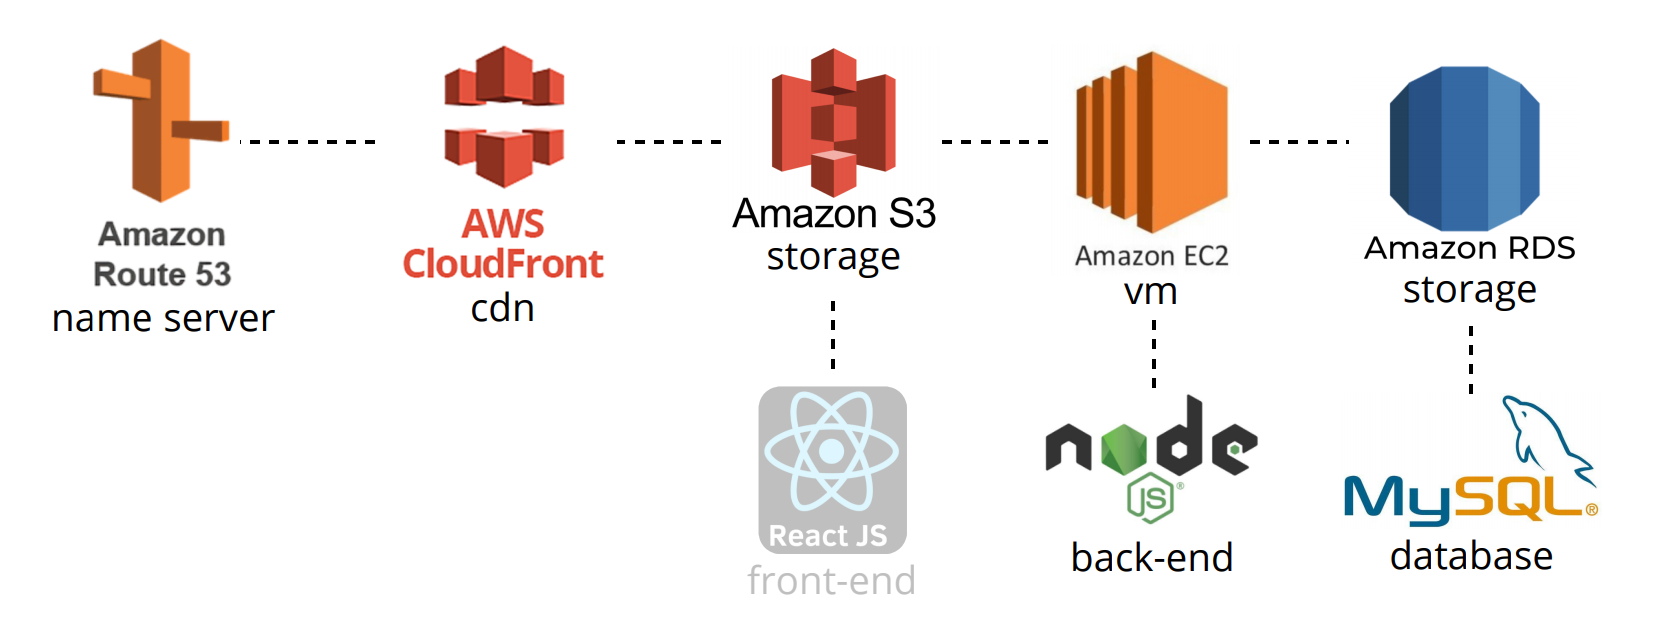 Amazon
Route 53
name server
AWS
CloudFront
cdn
Amazon S3
storage
React JS
front-end
Amazon EC2
vm
node
JS®
back-end
Amazon RDS
storage
MySQL®
database